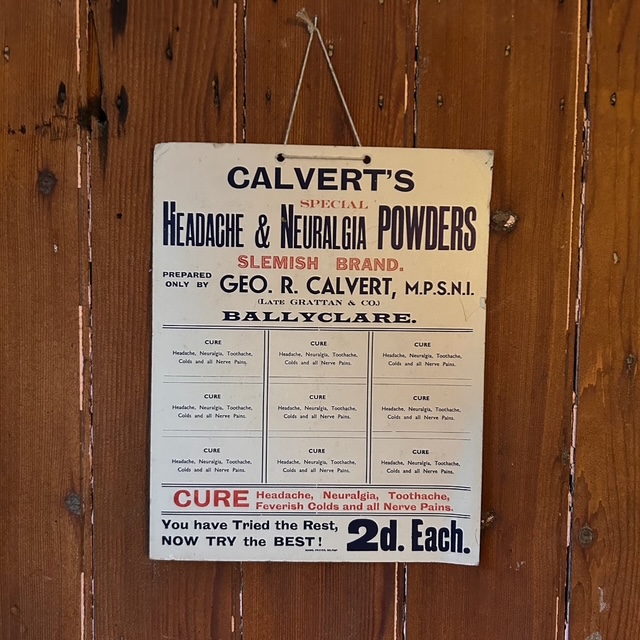 CALVERT'S
SPECIAL
HEADACHE & NEURALGIA POWDERS
SLEMISH BRAND.
PREPARED ONLY BY GEO. R. CALVERT, M.P.S.N.I.
(LATE GRATTAN & CO.)
BALLYCLARE.
CURE
Headache, Neuralgia, Toothache,
Colds and all Nerve Pains.
CURE
Headache, Neuralgia, Toothache,
Colds and all Nerve Pains.
CURE
Headache, Neuralgia, Toothache,
Colds and all Nerve Pains.
CURE
Headache, Neuralgia, Toothache,
Colds and all Nerve Pains.
CURE
Headache, Neuralgia, Toothache,
Colds and all Nerve Pains.
CURE
Headache, Neuralgia, Toothache,
Colds and all Nerve Pains.
CURE
Headache, Neuralgia, Toothache,
Colds and all Nerve Pains.
CURE
Headache, Neuralgia, Toothache,
Colds and all Nerve Pains.
CURE
Headache, Neuralgia, Toothache,
Colds and all Nerve Pains.
CURE Headache, Neuralgia, Toothache,
Feverish Colds and all Nerve Pains.
You have Tried the Rest,
NOW TRY the BEST!
2d. Each.